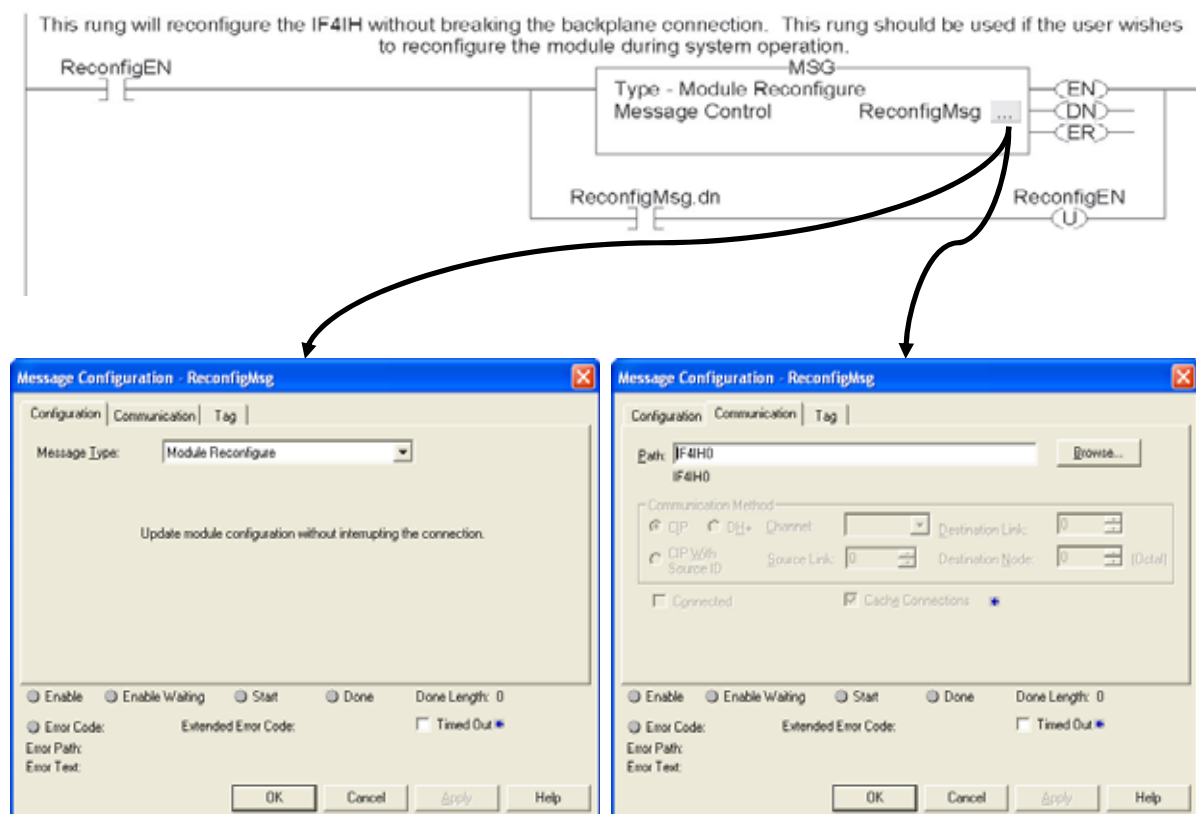 This rung will reconfigure the IF4IH without breaking the backplane connection. This rung should be used if the user wishes
to reconfigure the module during system operation.
ReconfigEN
MSG
Type - Module Reconfigure
Message Control ReconfigMsg ...
EN
DN
ER
ReconfigMsg.dn
ReconfigEN
U
Message Configuration - ReconfigMsg
Configuration Communication Tag
Message Type: Module Reconfigure
Update module configuration without interrupting the connection.
Enable Enable Waiting Start Done Done Length: 0
Error Code: Extended Error Code: Timed Out
Error Path:
Error Text:
OK Cancel Apply Help
Message Configuration - ReconfigMsg
Configuration Communication Tag
Path: IF4IH0 Browse...
IF4IH0
Communication Method
CIP DH+ Channel: Destination Link: 0
CIP With
Source ID Source Link: 0 Destination Node: 0 (Octal)
Connected Cache Connections
Enable Enable Waiting Start Done Done Length: 0
Error Code: Extended Error Code: Timed Out
Error Path:
Error Text:
OK Cancel Apply Help